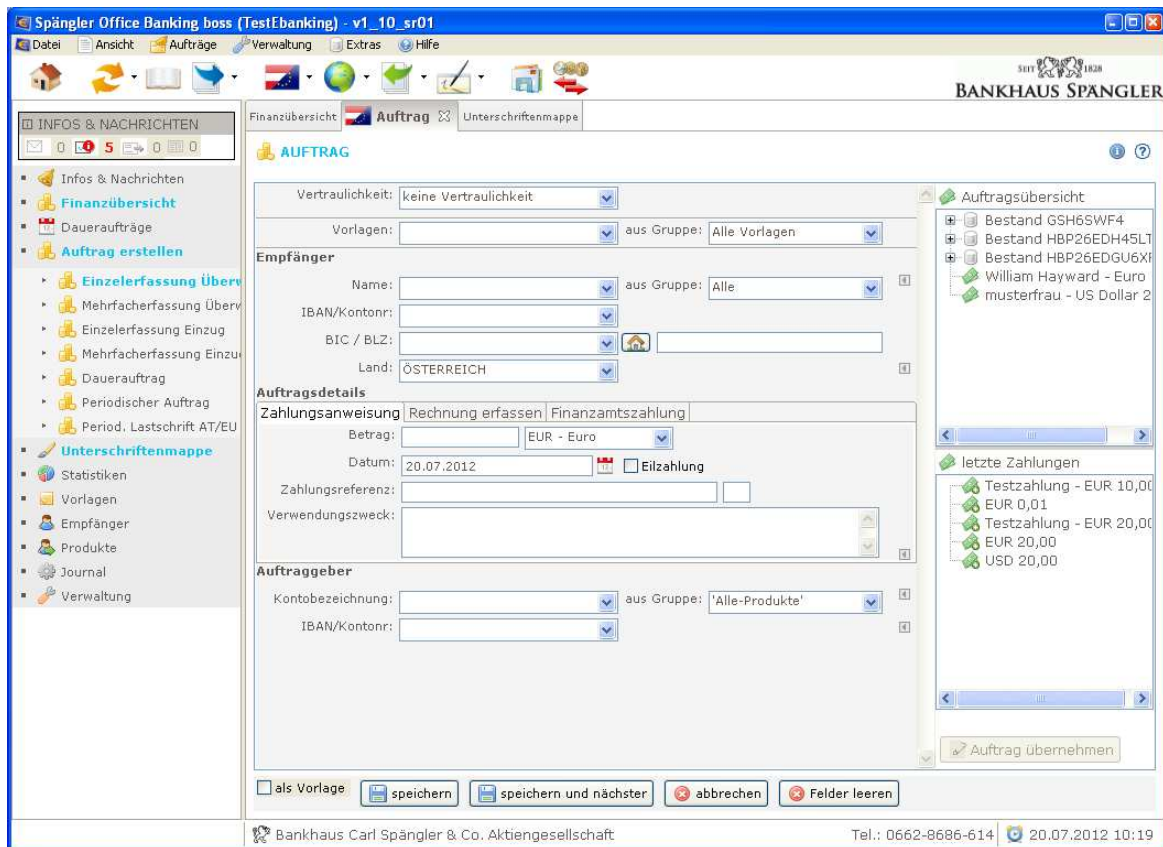 Spängler Office Banking boss (TestEbanking) - v1_10_sr01
Datei Ansicht Aufträge Verwaltung Extras Hilfe
SEIT 1828
BANKHAUS SPÄNGLER
INFOS & NACHRICHTEN
0 5 0 0
Infos & Nachrichten
Finanzübersicht
Daueraufträge
Auftrag erstellen
Einzelerfassung Überw
Mehrfacherfassung Überw
Einzelerfassung Einzug
Mehrfacherfassung Einzu
Dauerauftrag
Periodischer Auftrag
Period. Lastschrift AT/EU
Unterschriftenmappe
Statistiken
Vorlagen
Empfänger
Produkte
Journal
Verwaltung
Finanzübersicht Auftrag Unterschriftenmappe
AUFTRAG
Vertraulichkeit: keine Vertraulichkeit
Vorlagen: aus Gruppe: Alle Vorlagen
Empfänger
Name: aus Gruppe: Alle
IBAN/Kontonr:
BIC / BLZ:
Land: ÖSTERREICH
Auftragsdetails
Zahlungsanweisung Rechnung erfassen Finanzamtszahlung
Betrag: EUR - Euro
Datum: 20.07.2012 Eilzahlung
Zahlungsreferenz:
Verwendungszweck:
Auftraggeber
Kontobezeichnung: aus Gruppe: 'Alle-Produkte'
IBAN/Kontonr:
Auftragsübersicht
Bestand GSH6SWF4
Bestand HBP26EDH45LT
Bestand HBP26EDGU6XF
William Hayward - Euro
musterfrau - US Dollar 2
letzte Zahlungen
Testzahlung - EUR 10,00
EUR 0,01
Testzahlung - EUR 20,00
EUR 20,00
USD 20,00
Auftrag übernehmen
als Vorlage speichern speichern und nächster abbrechen Felder leeren
Bankhaus Carl Spängler & Co. Aktiengesellschaft Tel.: 0662-8686-614 20.07.2012 10:19